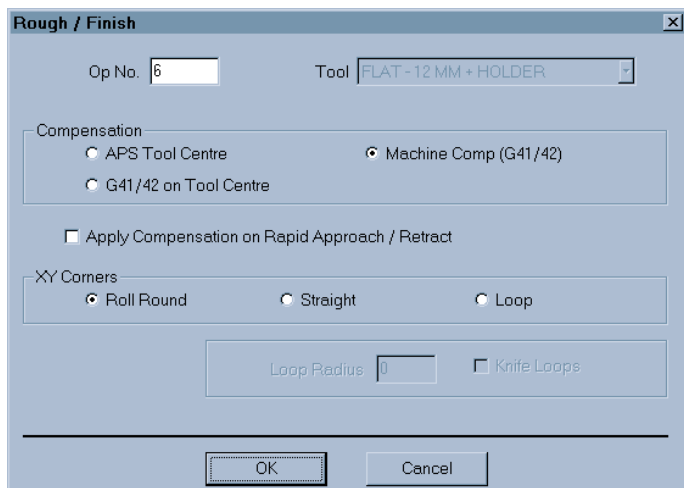 Rough / Finish
Op No. 6 Tool FLAT - 12 MM + HOLDER
Compensation
APS Tool Centre Machine Comp (G41/42)
G41/42 on Tool Centre
Apply Compensation on Rapid Approach / Retract
XY Corners
Roll Round Straight Loop
Loop Radius 0 Knife Loops
OK Cancel